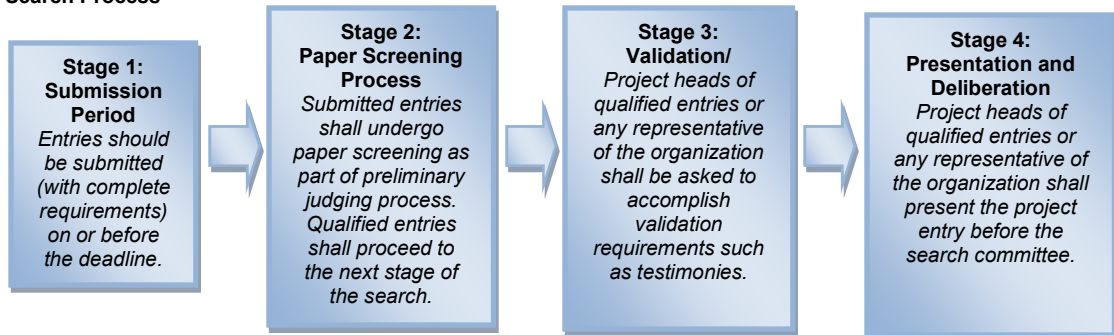 Search Process
Stage 1:
Submission
Period
Entries should
be submitted
(with complete
requirements)
on or before
the deadline.
Stage 2:
Paper Screening
Process
Submitted entries
shall undergo
paper screening as
part of preliminary
judging process.
Qualified entries
shall proceed to
the next stage of
the search.
Stage 3:
Validation/
Project heads of
qualified entries or
any representative
of the organization
shall be asked to
accomplish
validation
requirements such
as testimonies.
Stage 4:
Presentation and
Deliberation
Project heads of
qualified entries or
any representative of
the organization shall
present the project
entry before the
search committee.